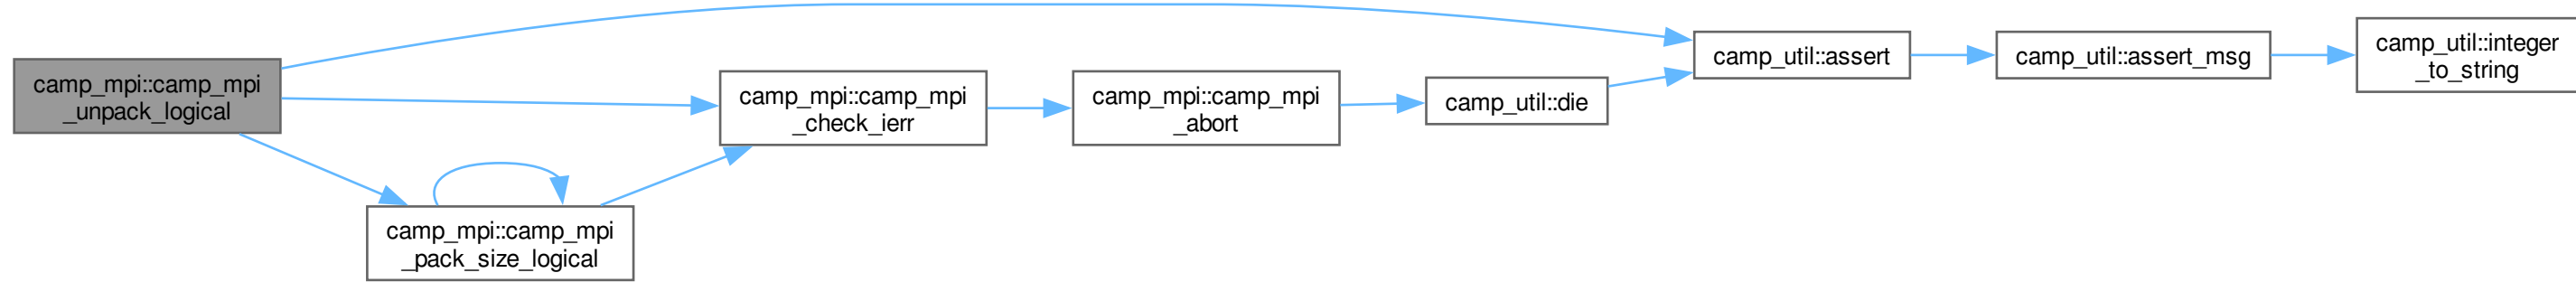 camp_mpi::camp_mpi
_unpack_logical
camp_mpi::camp_mpi
_pack_size_logical
camp_mpi::camp_mpi
_check_ierr
camp_mpi::camp_mpi
_abort
camp_util::die
camp_util::assert
camp_util::assert_msg
camp_util::integer
_to_string